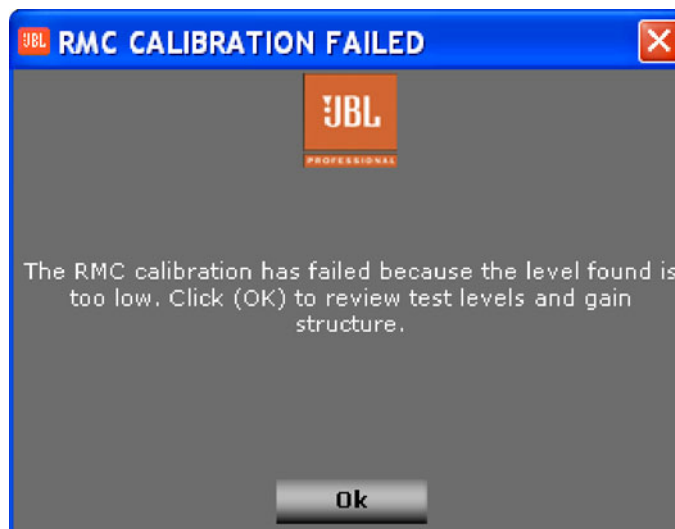 JBL RMC CALIBRATION FAILED
JBL
PROFESSIONAL
The RMC calibration has failed because the level found is
too low. Click (OK) to review test levels and gain
structure.
Ok